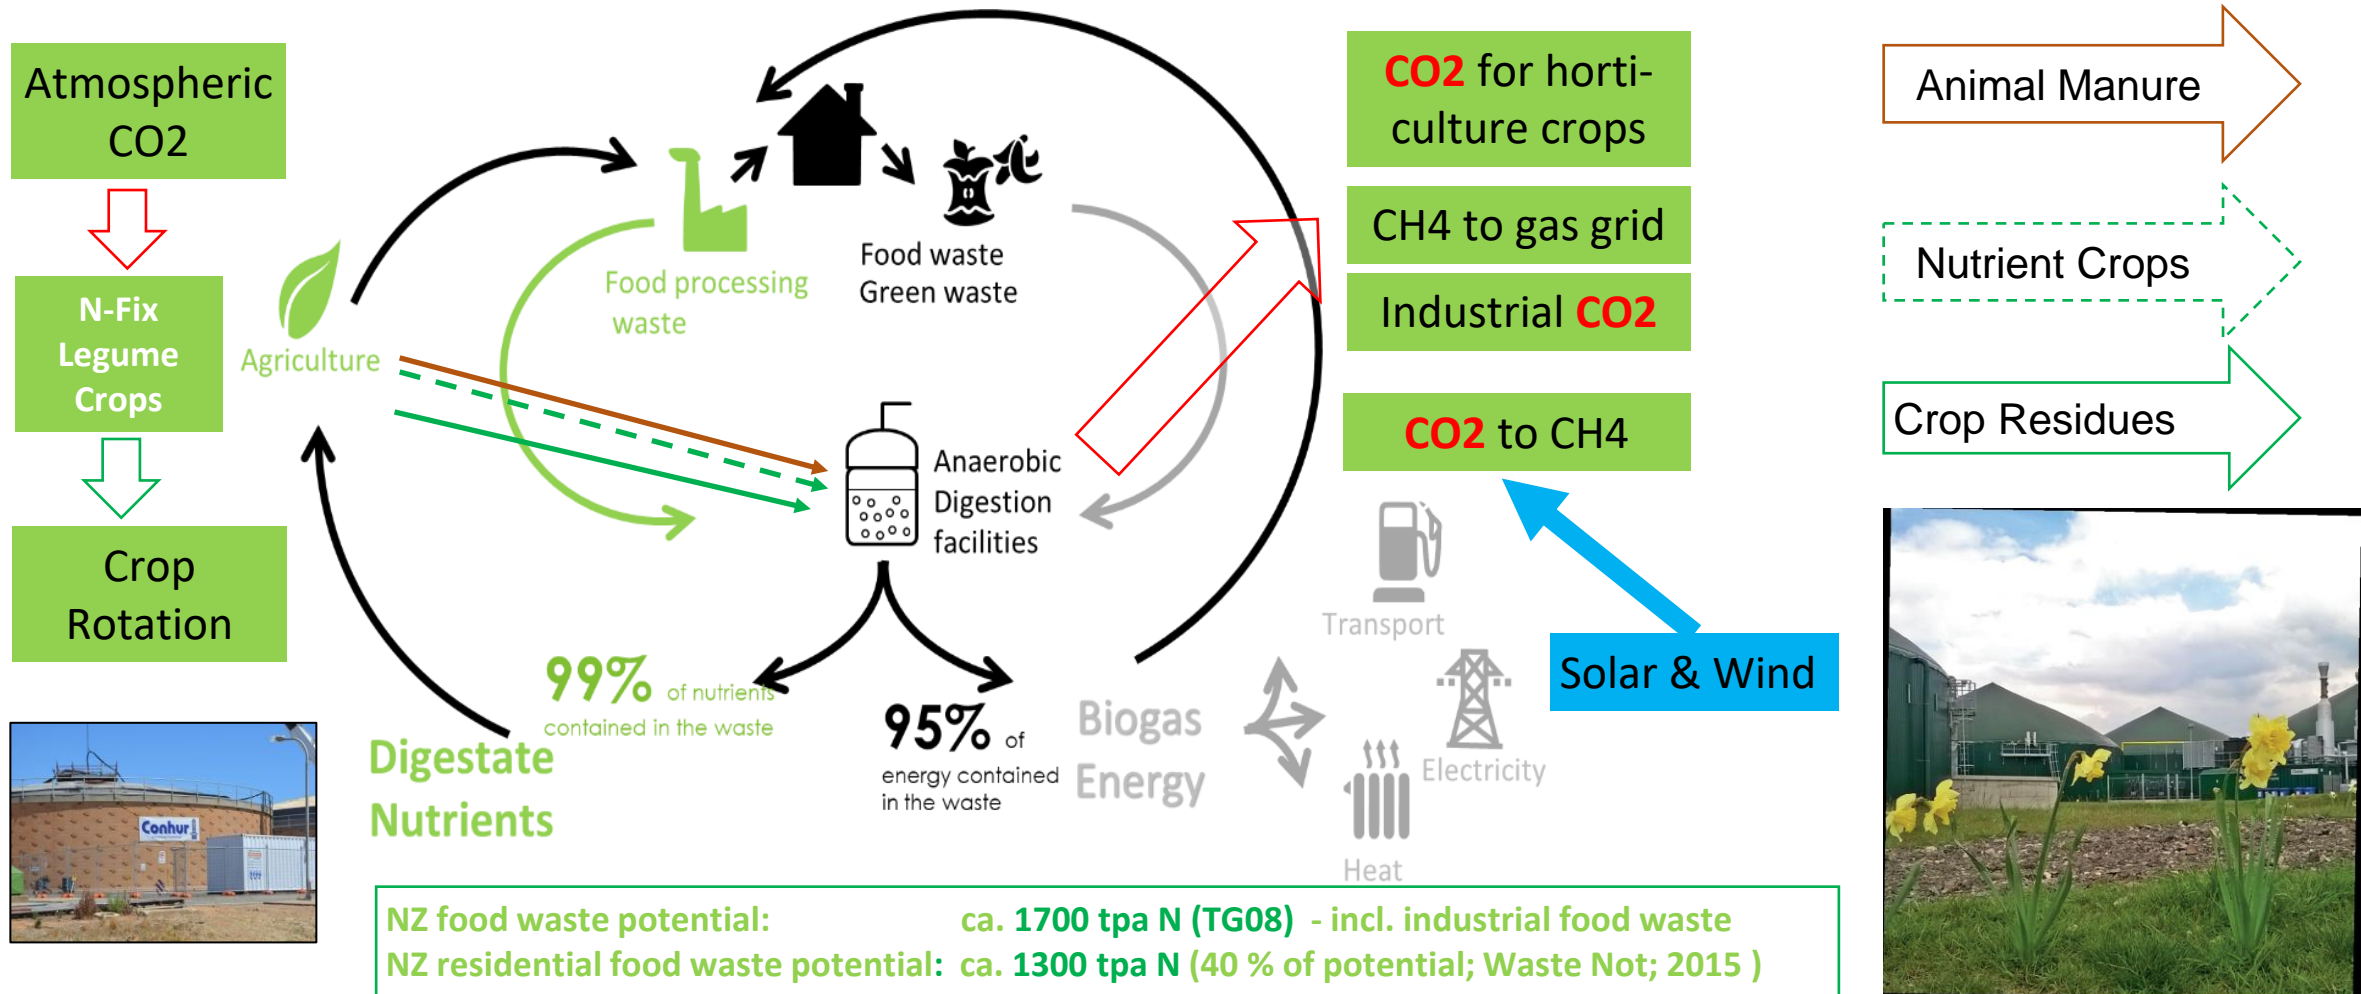 Atmospheric
CO2
N-Fix
Legume
Crops
Crop
Rotation
Agriculture
Food processing
waste
Food waste
Green waste
Anaerobic
Digestion
facilities
99% of nutrients
contained in the waste
95% of
energy contained
in the waste
Digestate
Nutrients
Biogas
Energy
Transport
Electricity
Heat
CO2 for horti-
culture crops
CH4 to gas grid
Industrial CO2
CO2 to CH4
Solar & Wind
Animal Manure
Nutrient Crops
Crop Residues
Conhur
NZ food waste potential: ca. 1700 tpa N (TG08) - incl. industrial food waste
NZ residential food waste potential: ca. 1300 tpa N (40 % of potential; Waste Not; 2015 )